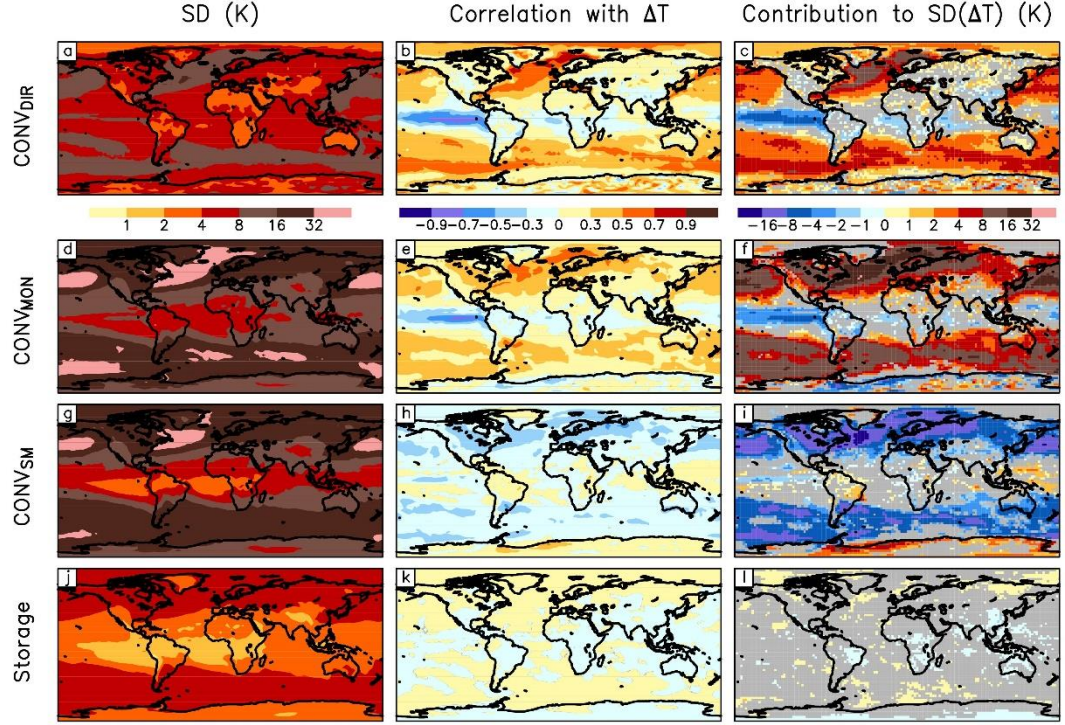 SD (K)
Correlation with ΔT
Contribution to SD(ΔT) (K)
CONV_DIR
a
b
c
1 2 4 8 16 32
−0.9−0.7−0.5−0.3 0 0.3 0.5 0.7 0.9
−16−8 −4 −2 −1 0 1 2 4 8 16 32
CONV_MON
d
e
f
CONV_SM
g
h
i
Storage
j
k
l